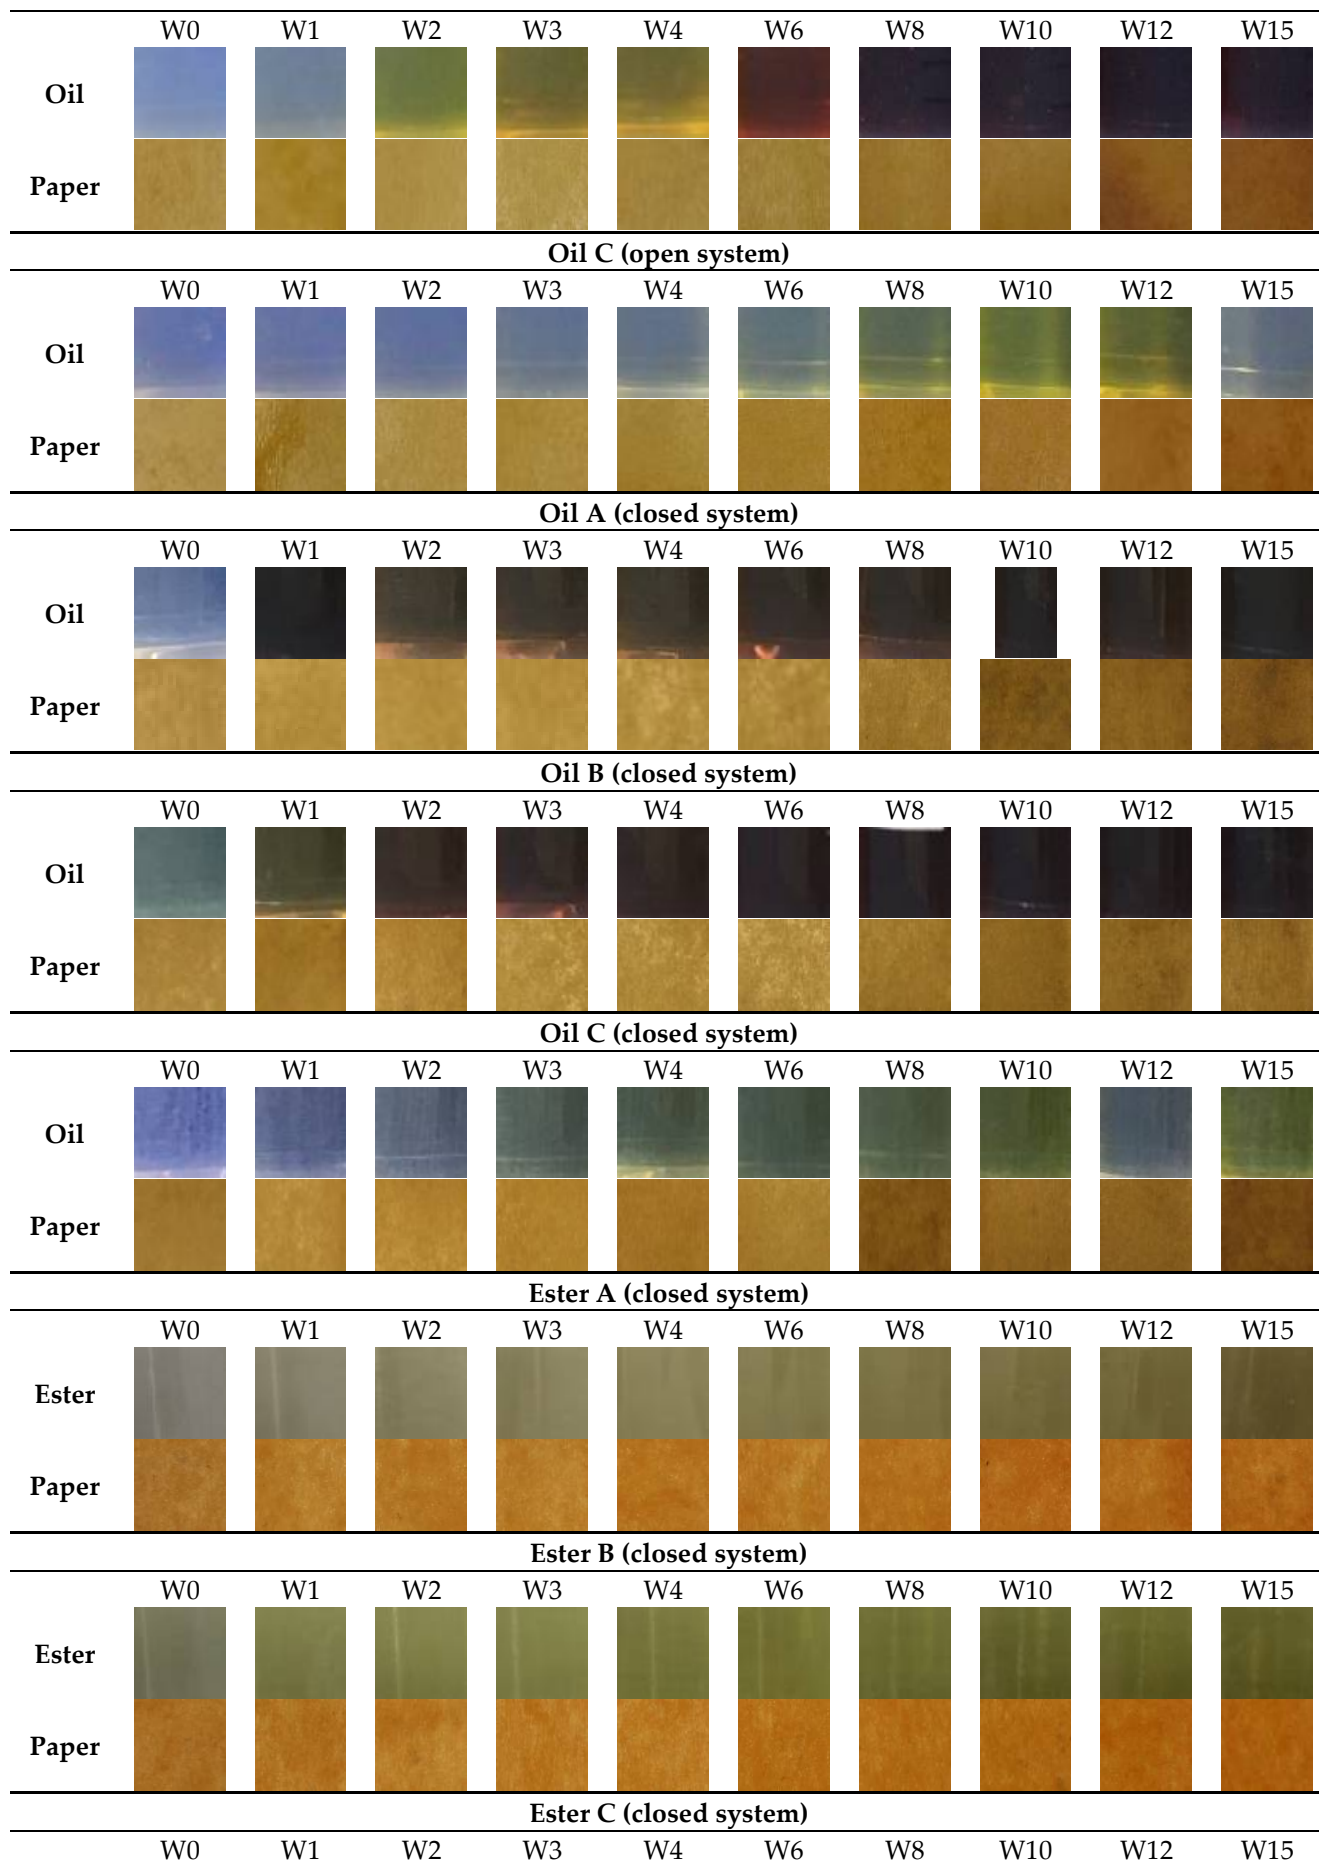 W0 W1 W2 W3 W4 W6 W8 W10 W12 W15
Oil
Paper
Oil C (open system)
W0 W1 W2 W3 W4 W6 W8 W10 W12 W15
Oil
Paper
Oil A (closed system)
W0 W1 W2 W3 W4 W6 W8 W10 W12 W15
Oil
Paper
Oil B (closed system)
W0 W1 W2 W3 W4 W6 W8 W10 W12 W15
Oil
Paper
Oil C (closed system)
W0 W1 W2 W3 W4 W6 W8 W10 W12 W15
Oil
Paper
Ester A (closed system)
W0 W1 W2 W3 W4 W6 W8 W10 W12 W15
Ester
Paper
Ester B (closed system)
W0 W1 W2 W3 W4 W6 W8 W10 W12 W15
Ester
Paper
Ester C (closed system)
W0 W1 W2 W3 W4 W6 W8 W10 W12 W15